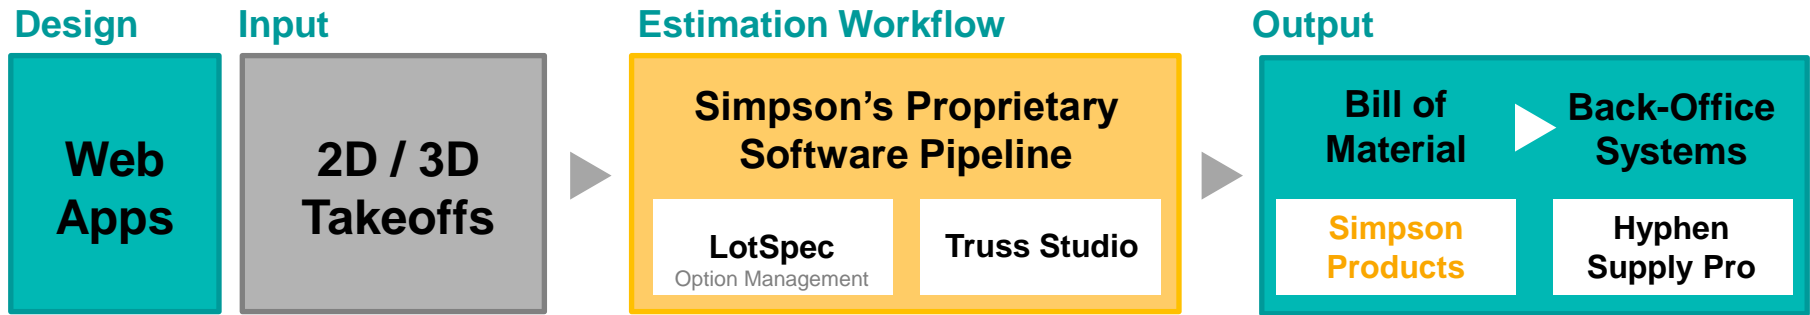 Design
Input
Estimation Workflow
Output
Web
Apps
2D / 3D
Takeoffs
Simpson’s Proprietary
Software Pipeline
LotSpec
Option Management
Truss Studio
Bill of
Material
Back-Office
Systems
Simpson
Products
Hyphen
Supply Pro